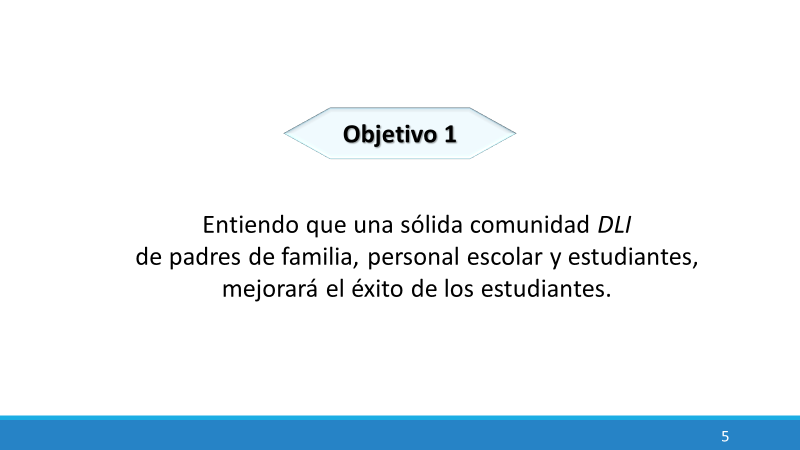 Objetivo 1
Entiendo que una sólida comunidad DLI
de padres de familia, personal escolar y estudiantes,
mejorará el éxito de los estudiantes.
5